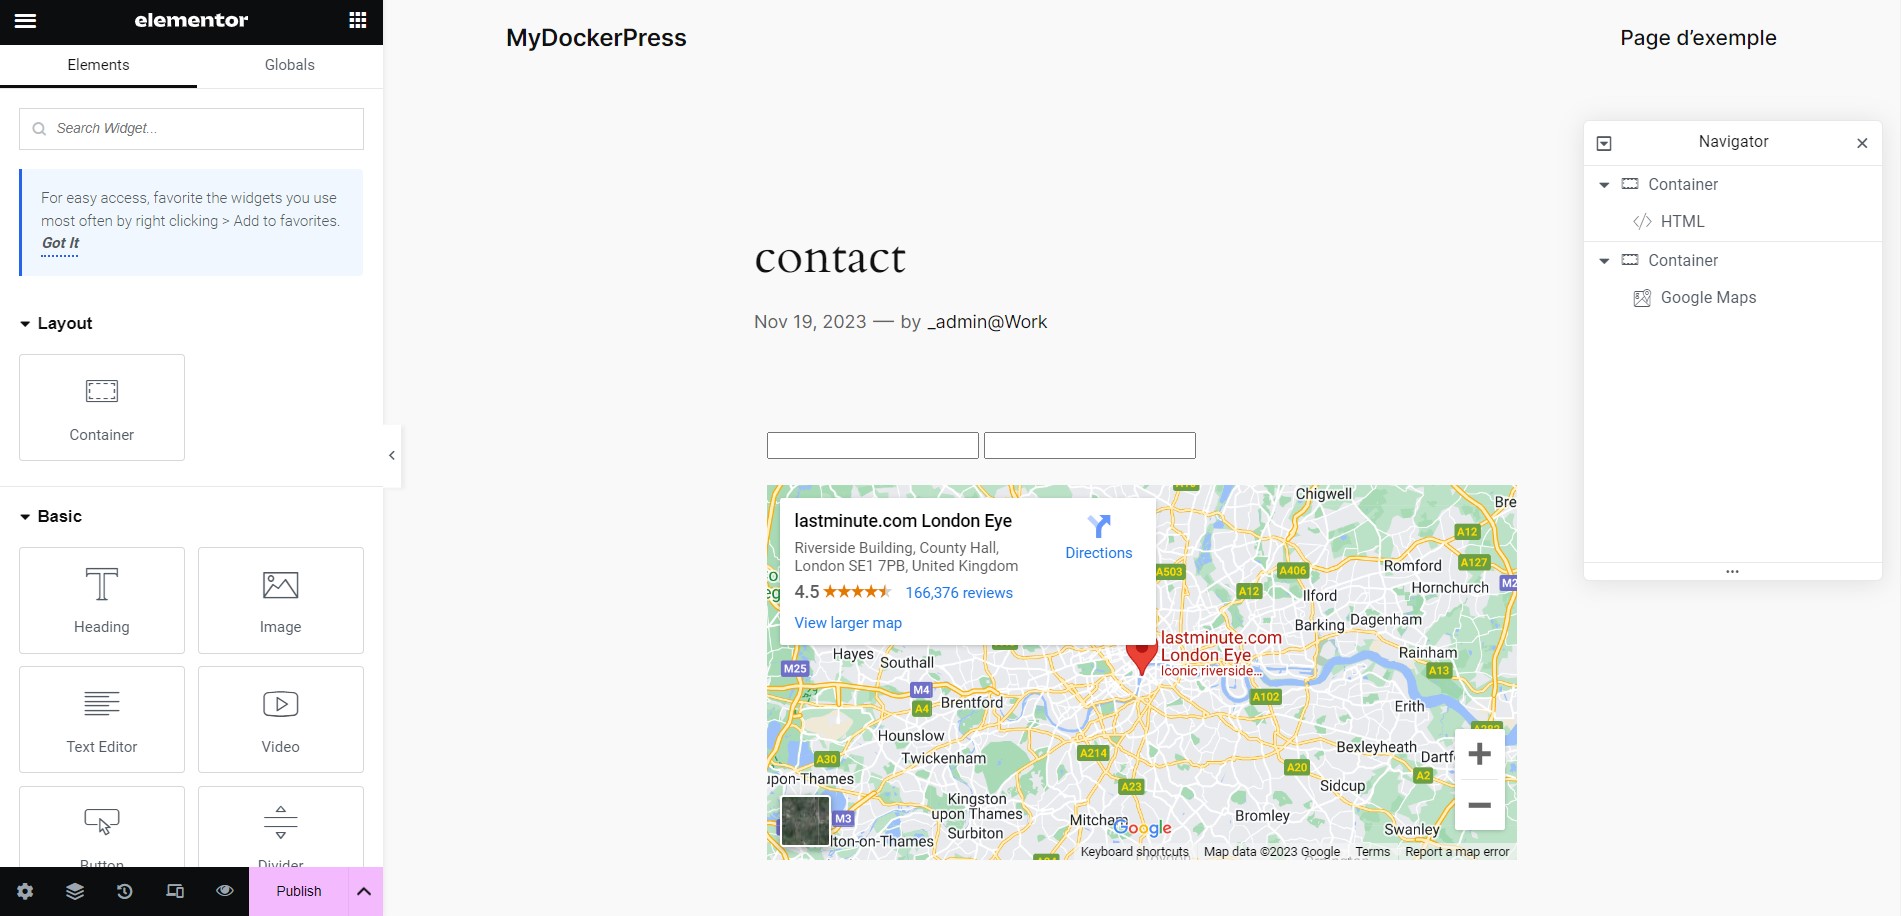 elementor
Elements
Globals
Search Widget...
For easy access, favorite the widgets you use
most often by right clicking > Add to favorites.
Got It
Layout
Container
Basic
Heading
Image
Text Editor
Video
Button
Divider
Publish
MyDockerPress
Page d’exemple
contact
Nov 19, 2023 — by _admin@Work
lastminute.com London Eye
Riverside Building, County Hall,
London SE1 7PB, United Kingdom
4.5
166,376 reviews
View larger map
Directions
Chigwell
Bre
A12
A503
A406
Romford
A127
A12
Ilford
Hornchurch
M2
Barking
Dagenham
lastminute.com
London Eye
Iconic riverside...
Hayes
Southall
Rainham
M25
A13
M4
A102
A4
Brentford
Erith
Hounslow
Bexleyheath
Dartf
A214
A30
Twickenham
A20
A2
upon-Thames
A23
Sidcup
Kingston
upon Thames
M3
Mitcham
Bromley
Surbiton
Swanley
lton-on-Thames
Google
Keyboard shortcuts
Map data ©2023 Google
Terms
Report a map error
Navigator
Container
HTML
Container
Google Maps